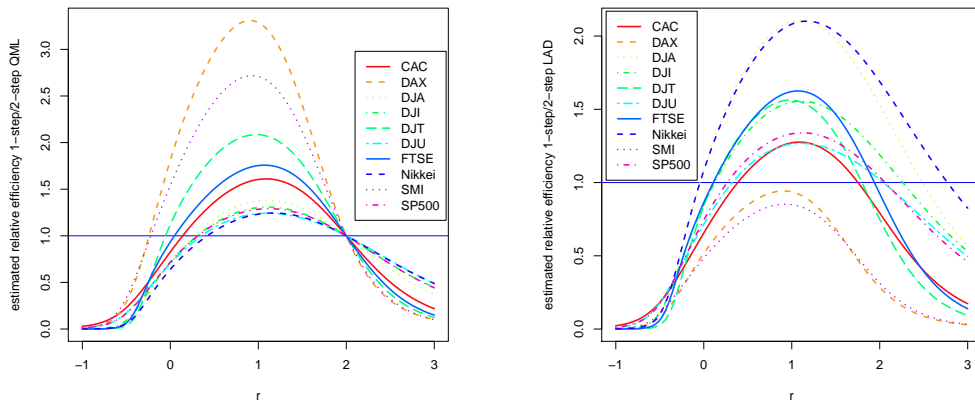 estimated relative efficiency 1-step/2-step QML
0.0 0.5 1.0 1.5 2.0 2.5 3.0
CAC
DAX
DJA
DJI
DJT
DJU
FTSE
Nikkei
SMI
SP500
−1 0 1 2 3
r
estimated relative efficiency 1-step/2-step LAD
0.0 0.5 1.0 1.5 2.0
CAC
DAX
DJA
DJI
DJT
DJU
FTSE
Nikkei
SMI
SP500
−1 0 1 2 3
r